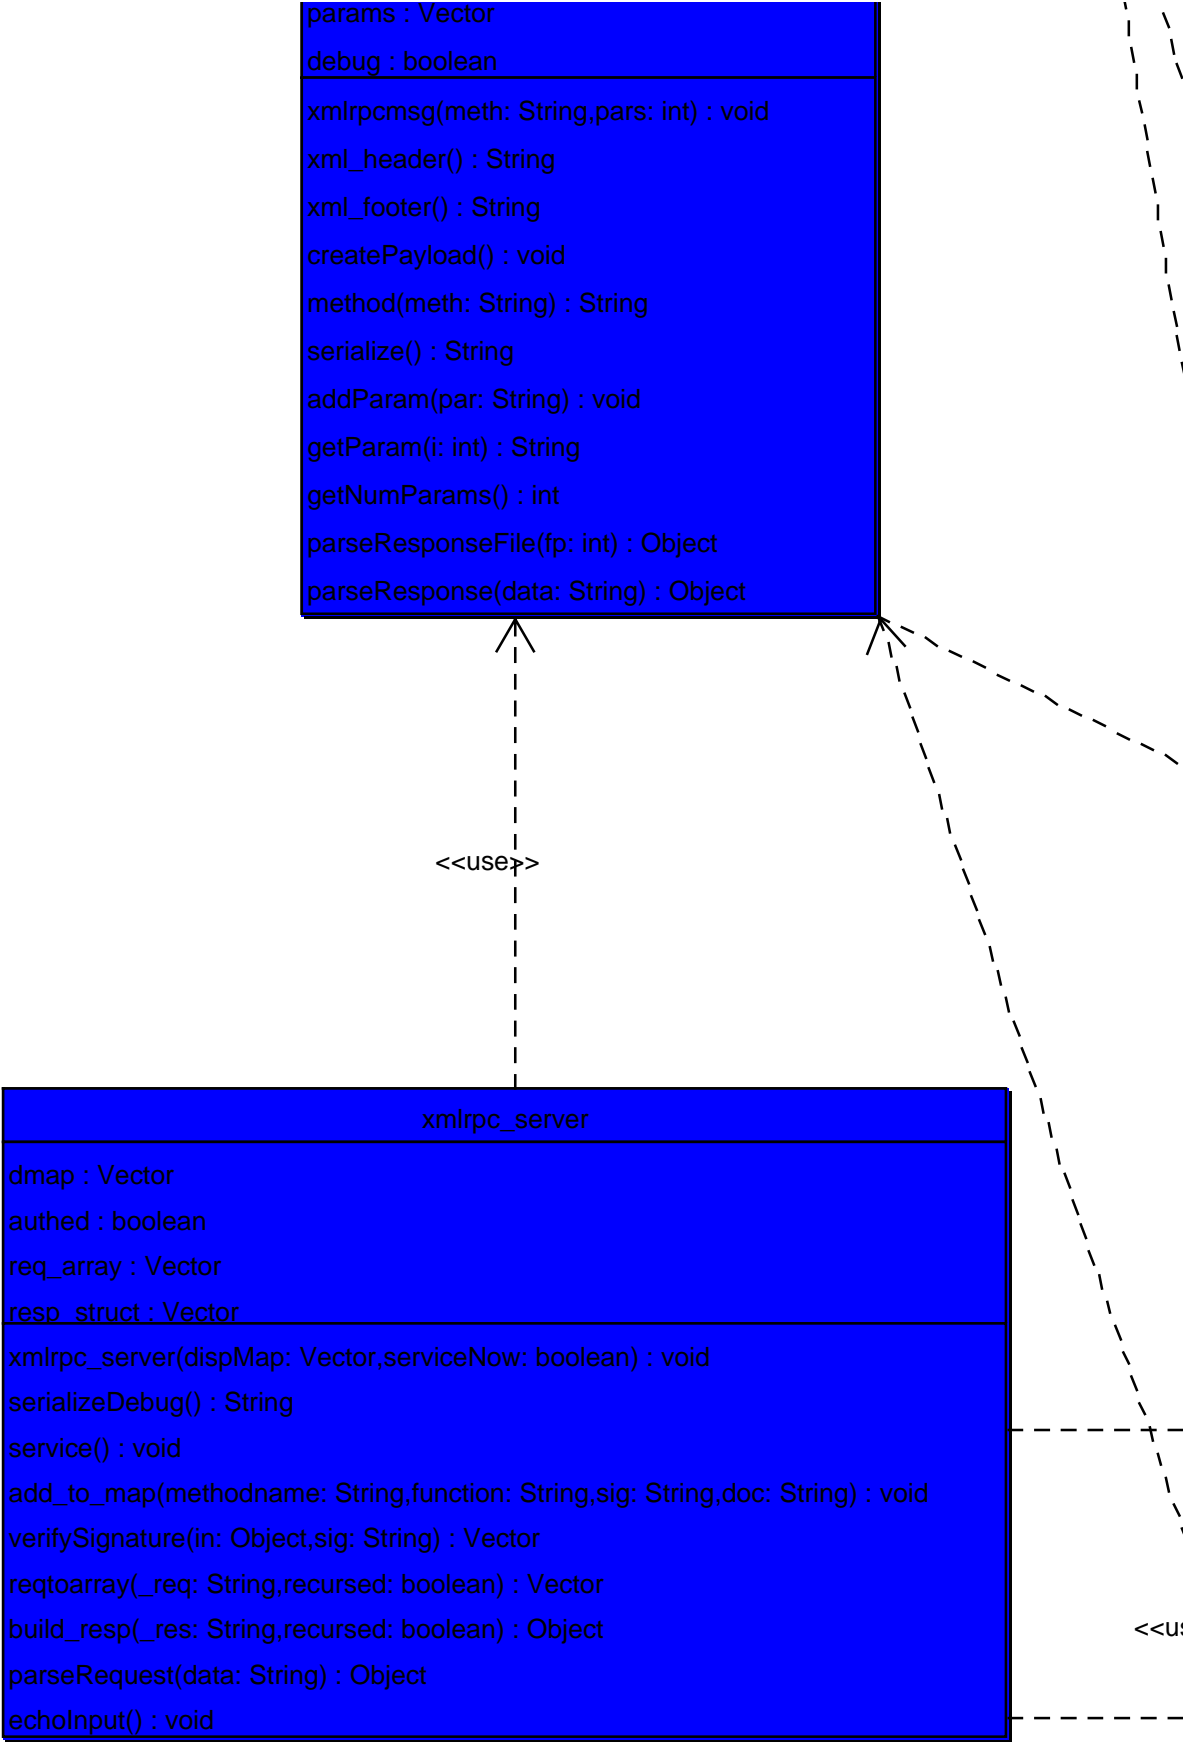 params : Vector
debug : boolean
xmlrpcmsg(meth: String,pars: int) : void
xml_header() : String
xml_footer() : String
createPayload() : void
method(meth: String) : String
serialize() : String
addParam(par: String) : void
getParam(i: int) : String
getNumParams() : int
parseResponseFile(fp: int) : Object
parseResponse(data: String) : Object
<<use>>
xmlrpc_server
dmap : Vector
authed : boolean
req_array : Vector
resp_struct : Vector
xmlrpc_server(dispMap: Vector,serviceNow: boolean) : void
serializeDebug() : String
service() : void
add_to_map(methodname: String,function: String,sig: String,doc: String) : void
verifySignature(in: Object,sig: String) : Vector
reqtoarray(_req: String,recursed: boolean) : Vector
build_resp(_res: String,recursed: boolean) : Object
<<us
parseRequest(data: String) : Object
echoInput() : void